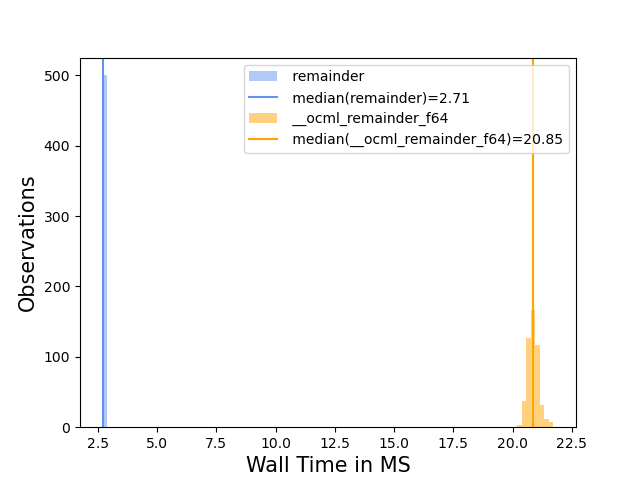 500
400
300
200
100
0
Observations
remainder
median(remainder)=2.71
__ocml_remainder_f64
median(__ocml_remainder_f64)=20.85
2.5 5.0 7.5 10.0 12.5 15.0 17.5 20.0 22.5
Wall Time in MS